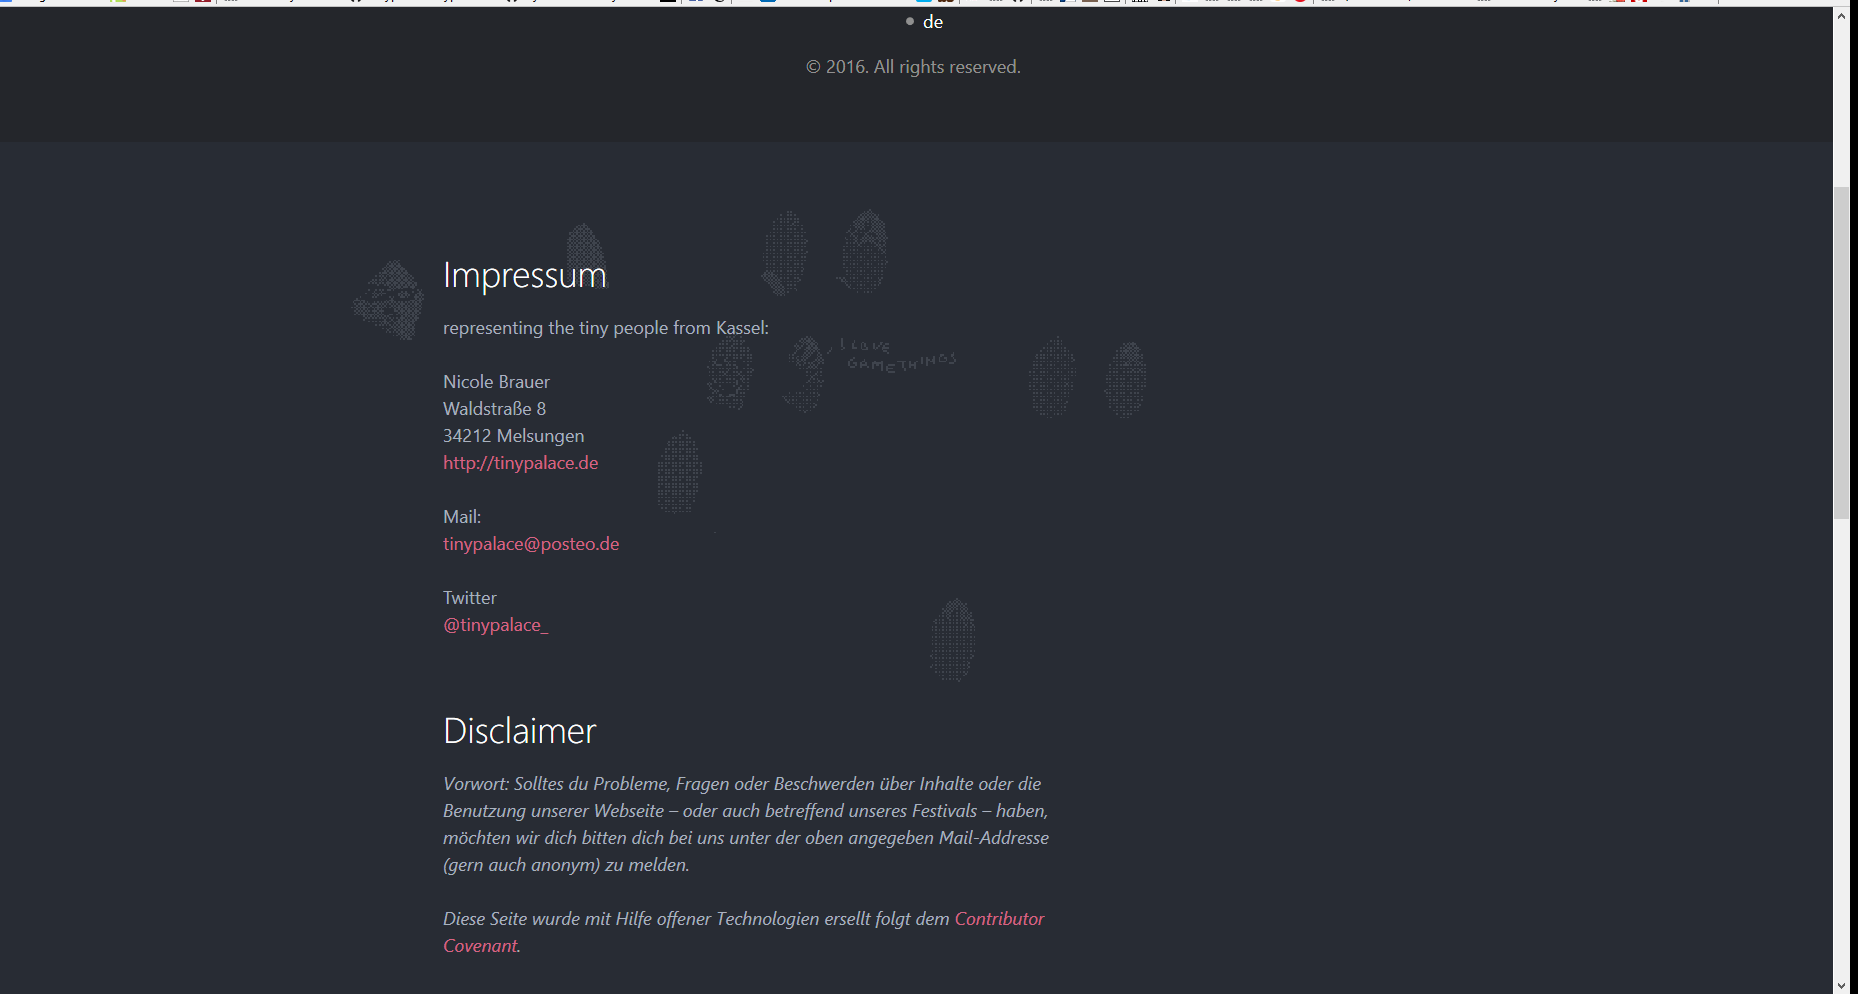 de
© 2016. All rights reserved.
Impressum
representing the tiny people from Kassel:
I LOVE
GAMETHINGS
Nicole Brauer
Waldstraße 8
34212 Melsungen
http://tinypalace.de
Mail:
tinypalace@posteo.de
Twitter
@tinypalace_
Disclaimer
Vorwort: Solltes du Probleme, Fragen oder Beschwerden über Inhalte oder die
Benutzung unserer Webseite – oder auch betreffend unseres Festivals – haben,
möchten wir dich bitten dich bei uns unter der oben angegeben Mail-Addresse
(gern auch anonym) zu melden.
Diese Seite wurde mit Hilfe offener Technologien ersellt folgt dem Contributor
Covenant.